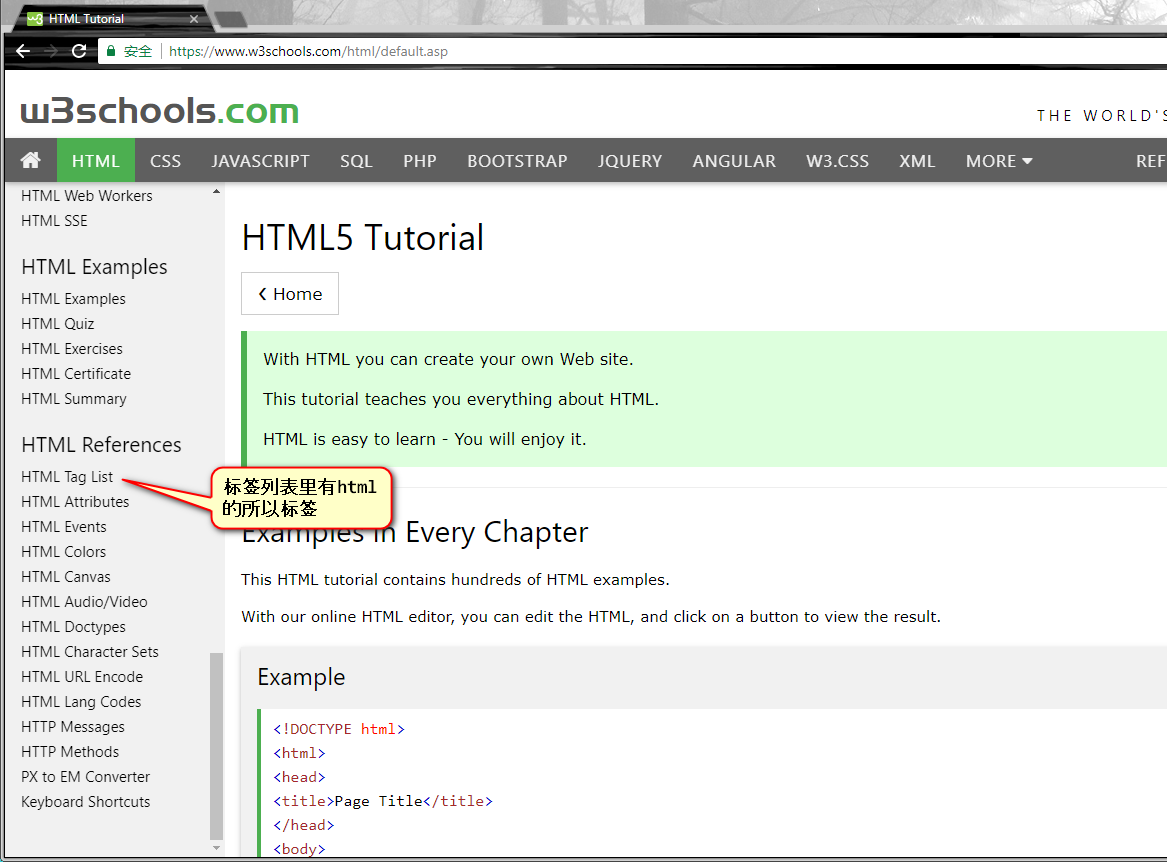 HTML Tutorial
安全 https://www.w3schools.com/html/default.asp
w3schools.com
THE WORLD'S
HTML CSS JAVASCRIPT SQL PHP BOOTSTRAP JQUERY ANGULAR W3.CSS XML MORE REF
HTML Web Workers
HTML SSE
HTML Examples
HTML Examples
HTML Quiz
HTML Exercises
HTML Certificate
HTML Summary
HTML References
HTML Tag List
HTML Attributes
HTML Events
HTML Colors
HTML Canvas
HTML Audio/Video
HTML Doctypes
HTML Character Sets
HTML URL Encode
HTML Lang Codes
HTTP Messages
HTTP Methods
PX to EM Converter
Keyboard Shortcuts
标签列表里有html
的所以标签
HTML5 Tutorial
❮ Home
With HTML you can create your own Web site.
This tutorial teaches you everything about HTML.
HTML is easy to learn - You will enjoy it.
Examples in Every Chapter
This HTML tutorial contains hundreds of HTML examples.
With our online HTML editor, you can edit the HTML, and click on a button to view the result.
Example
<!DOCTYPE html>
<html>
<head>
<title>Page Title</title>
</head>
<body>